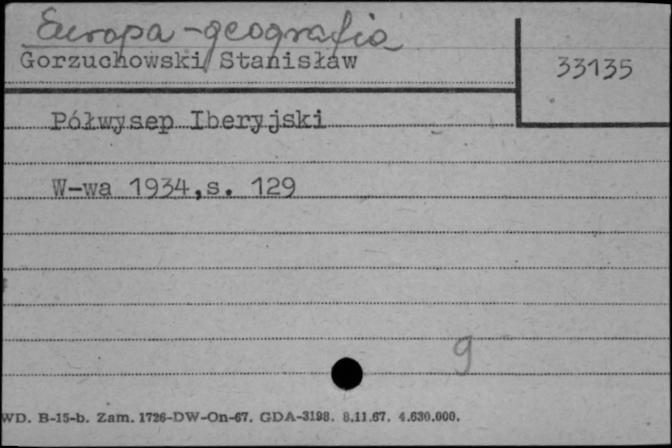 Europa-geografia
Gorzuchowski Stanisław
33135
Półwysep Iberyjski
W-wa 1934,s. 129
g
WD. B-15-b. Zam. 1726-DW-On-67. GDA-3198. 8.11.67. 4.630.000.